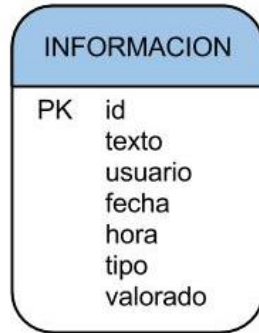 INFORMACION
PK id
texto
usuario
fecha
hora
tipo
valorado